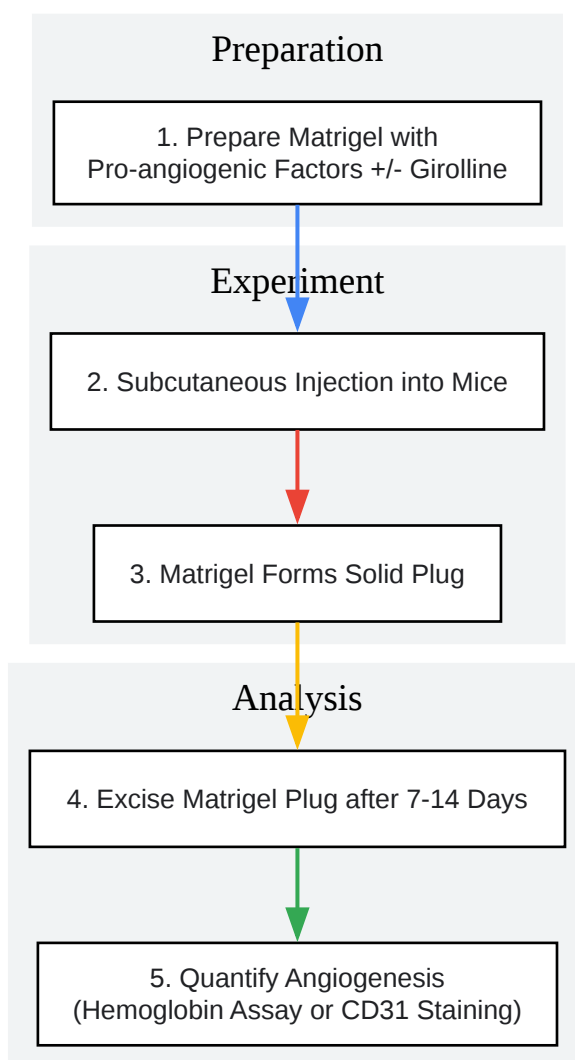 Preparation
1. Prepare Matrigel with
Pro-angiogenic Factors +/- Girolline
Experiment
2. Subcutaneous Injection into Mice
3. Matrigel Forms Solid Plug
Analysis
4. Excise Matrigel Plug after 7-14 Days
5. Quantify Angiogenesis
(Hemoglobin Assay or CD31 Staining)